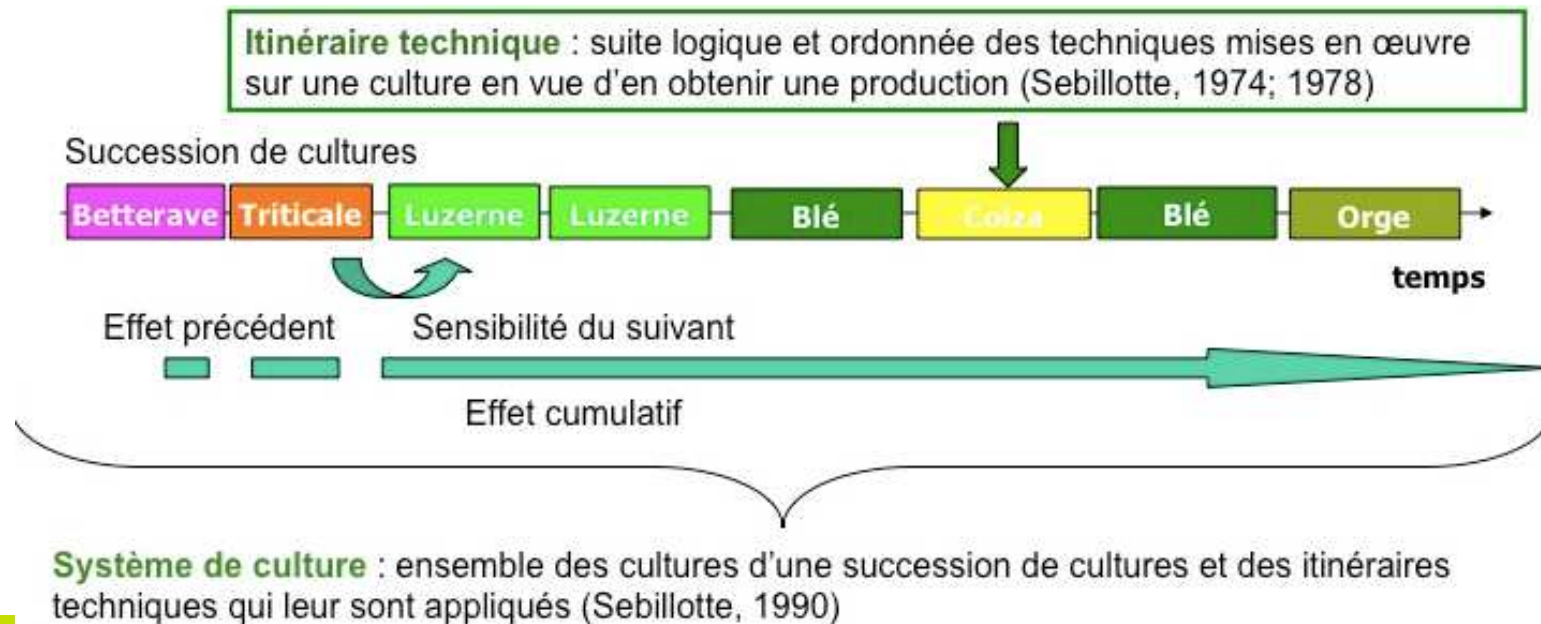 Itinéraire technique : suite logique et ordonnée des techniques mises en œuvre
sur une culture en vue d'en obtenir une production (Sebillotte, 1974; 1978)
Succession de cultures
Betterave Triticale Luzerne Luzerne Blé Colza Blé Orge
temps
Effet précédent Sensibilité du suivant
Effet cumulatif
Système de culture : ensemble des cultures d'une succession de cultures et des itinéraires
techniques qui leur sont appliqués (Sebillotte, 1990)